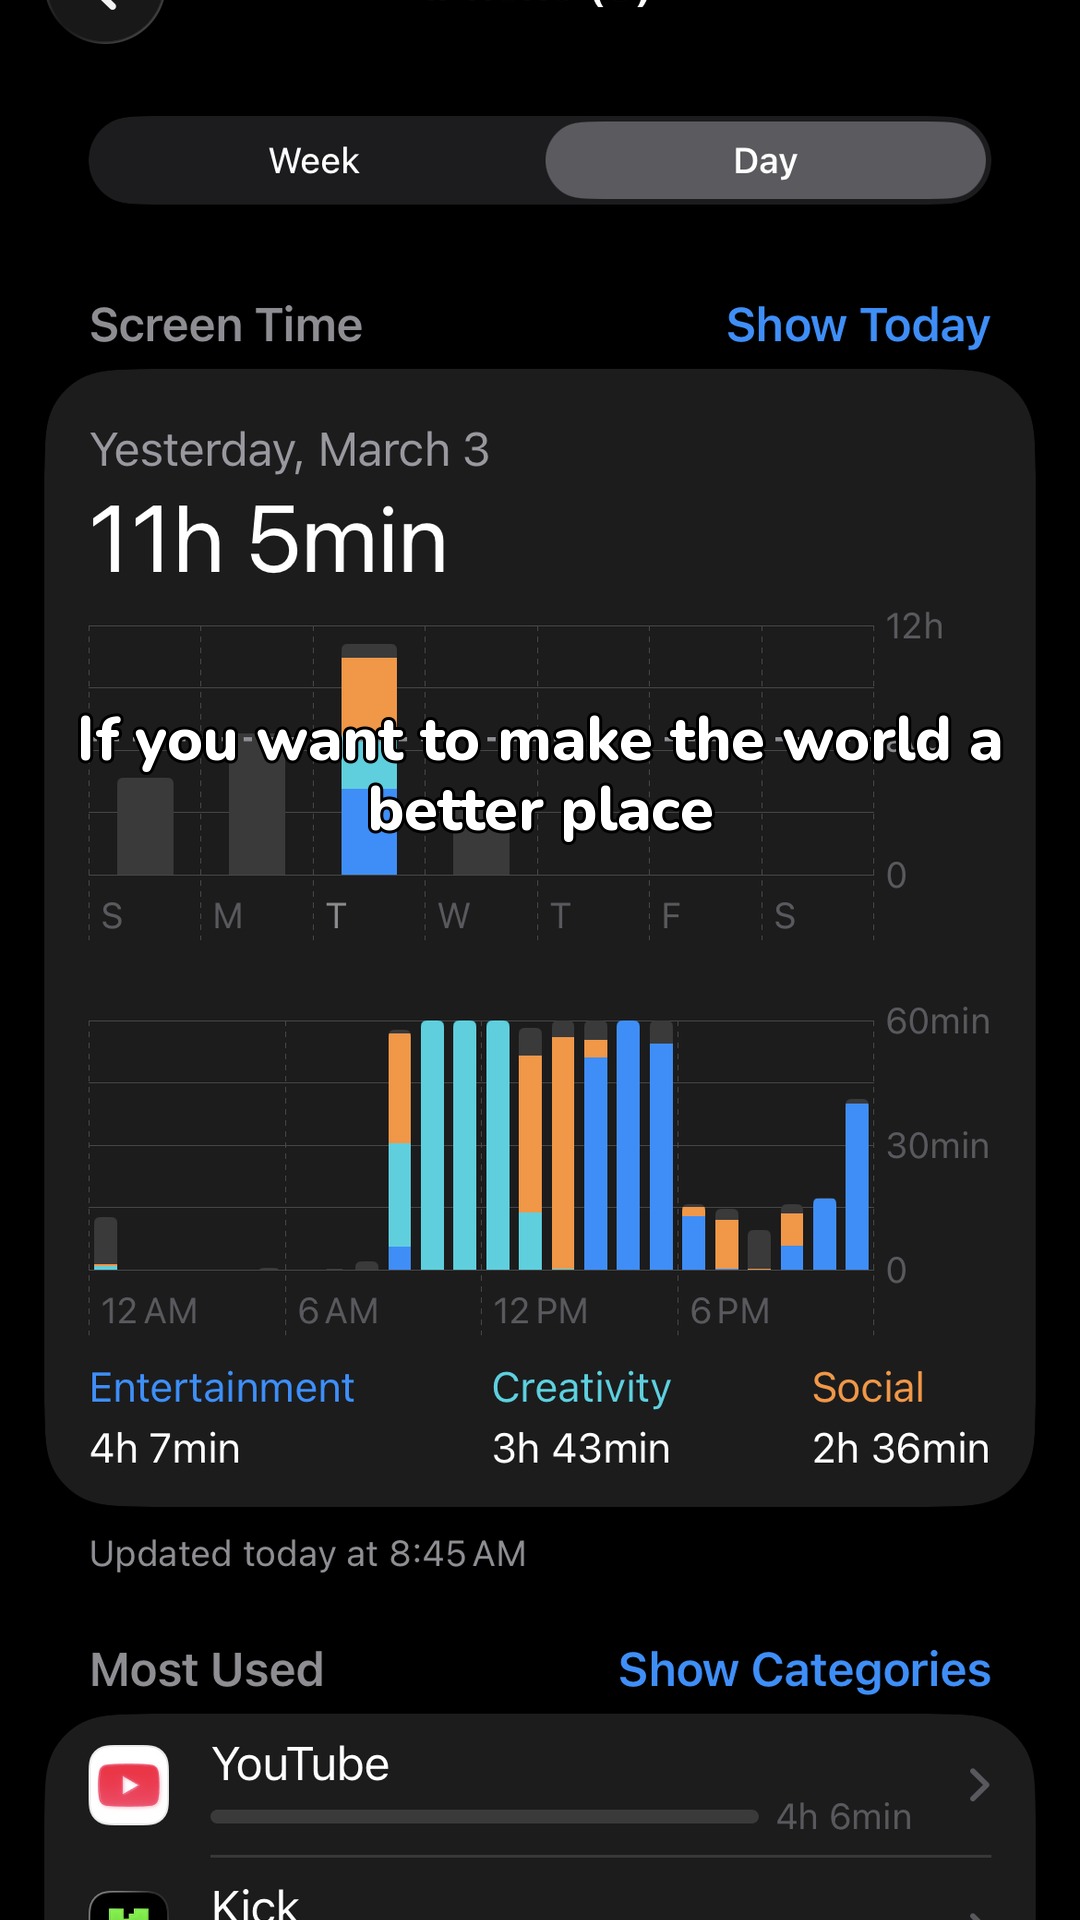 Week
Day
Screen Time
Show Today
Yesterday, March 3
11h 5min
12h
If you want to make the world a
better place
0
S M T W T F S
60min
30min
0
12 AM 6 AM 12 PM 6 PM
Entertainment Creativity Social
4h 7min 3h 43min 2h 36min
Updated today at 8:45 AM
Most Used
Show Categories
YouTube
4h 6min
Kick